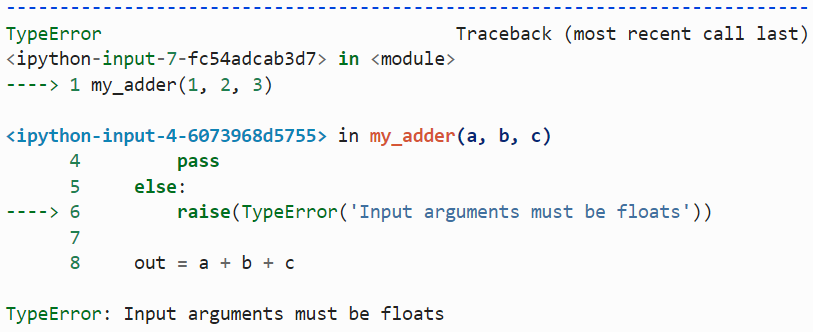 ---------------------------------------------------------------------------
TypeError                                 Traceback (most recent call last)
<ipython-input-7-fc54adcab3d7> in <module>
----> 1 my_adder(1, 2, 3)

<ipython-input-4-6073968d5755> in my_adder(a, b, c)
      4         pass
      5     else:
----> 6         raise(TypeError('Input arguments must be floats'))
      7 
      8     out = a + b + c

TypeError: Input arguments must be floats